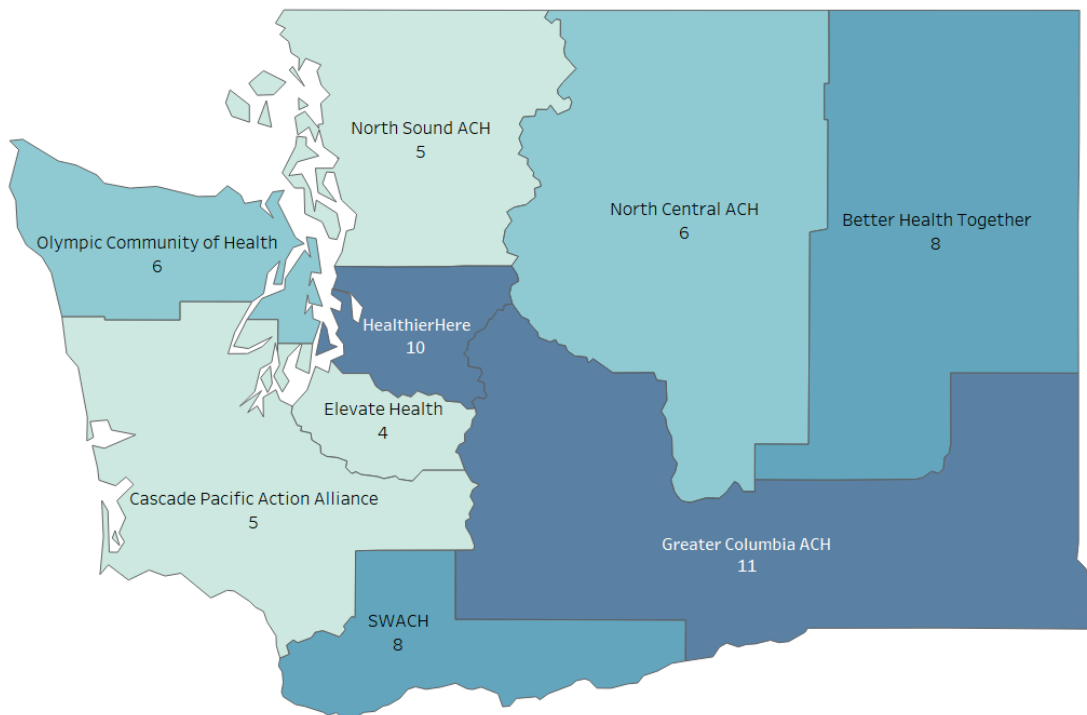 North Sound ACH
5
North Central ACH
6
Better Health Together
8
Olympic Community of Health
6
HealthierHere
10
Elevate Health
4
Cascade Pacific Action Alliance
5
Greater Columbia ACH
11
SWACH
8